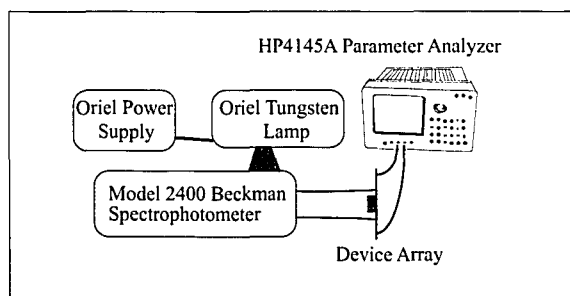 HP4145A Parameter Analyzer
Oriel Power
Supply
Oriel Tungsten
Lamp
Model 2400 Beckman
Spectrophotometer
Device Array